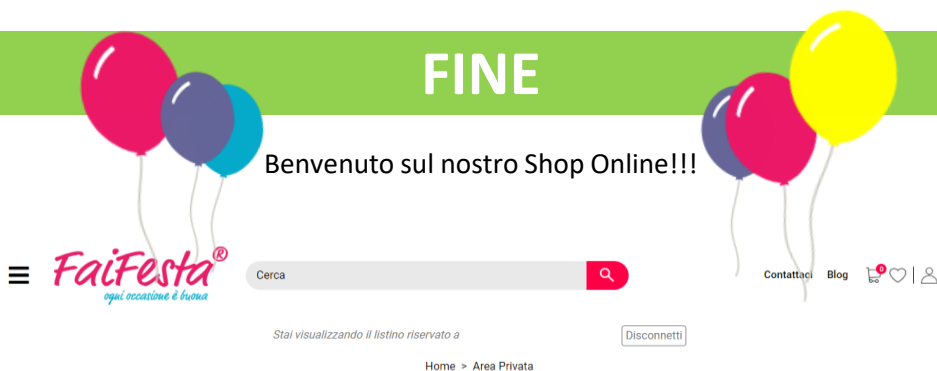 FINE
Benvenuto sul nostro Shop Online!!!
FaiFesta®
ogni occasione è buona
Cerca
Contattaci Blog 0
Stai visualizzando il listino riservato a
Disconnetti
Home > Area Privata